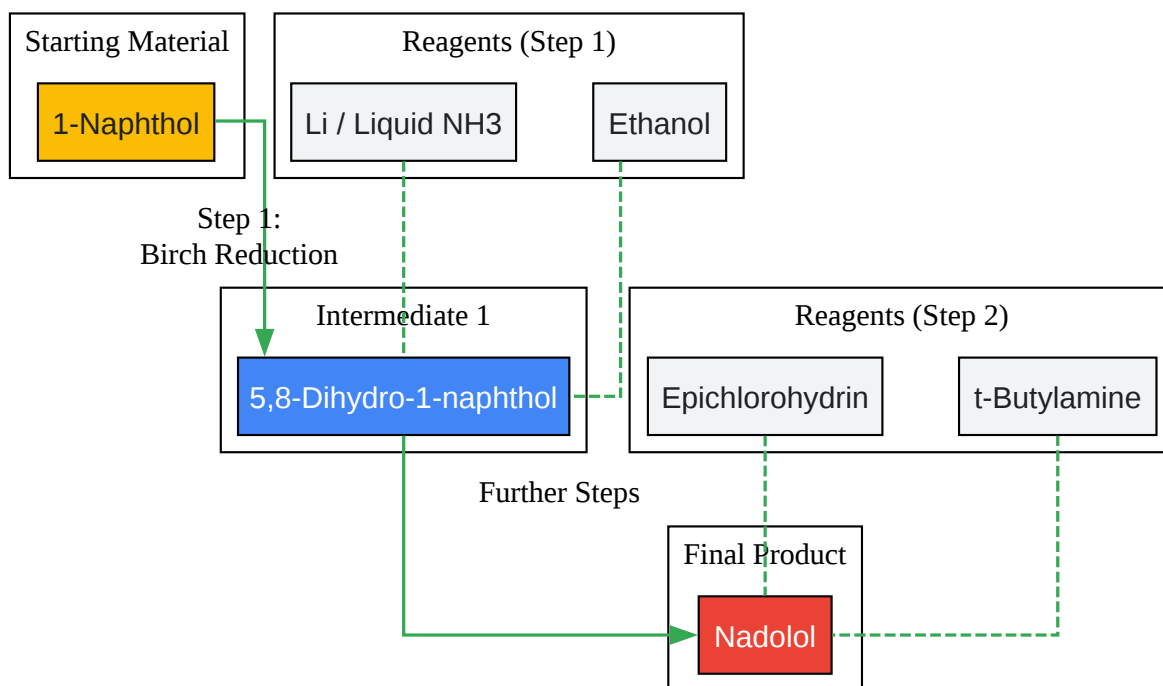 Starting Material
Reagents (Step 1)
1-Naphthol
Li / Liquid NH3
Ethanol
Step 1:
Birch Reduction
Intermediate 1
Reagents (Step 2)
5,8-Dihydro-1-naphthol
Epichlorohydrin
t-Butylamine
Further Steps
Final Product
Nadolol